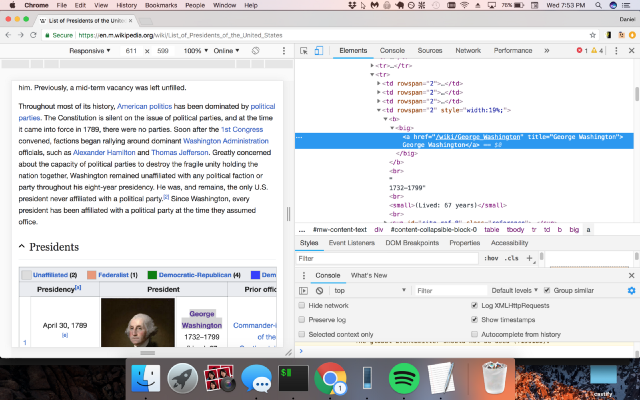 Chrome File Edit View History Bookmarks People Window Help 75% Wed 7:53 PM
W List of Presidents of the United Daniel
Secure https://en.m.wikipedia.org/wiki/List_of_Presidents_of_the_United_States
Responsive 611 × 599 100% Online
Elements Console Sources Network Performance » 1 4
him. Previously, a mid-term vacancy was left unfilled.
Throughout most of its history, American politics has been dominated by political
parties. The Constitution is silent on the issue of political parties, and at the time
it came into force in 1789, there were no parties. Soon after the 1st Congress
convened, factions began rallying around dominant Washington Administration
officials, such as Alexander Hamilton and Thomas Jefferson. Greatly concerned
about the capacity of political parties to destroy the fragile unity holding the
nation together, Washington remained unaffiliated with any political faction or
party throughout his eight-year presidency. He was, and remains, the only U.S.
president never affiliated with a political party.[2] Since Washington, every
president has been affiliated with a political party at the time they assumed
office.
Presidents
Unaffiliated (2) Federalist (1) Democratic-Republican (4) Dem
Presidency[a] President Prior offic
1
April 30, 1789
[e]
George
Washington
1732–1799
Commander-i
of the
<tr>…</tr>
<tr>
<td rowspan="2">…</td>
<td rowspan="2">…</td>
<td rowspan="2">…</td>
<td rowspan="2" style="width:19%;">
<b>
<big>
<a href="/wiki/George_Washington" title="George Washington">
George Washington</a> == $0
</big>
</b>
<br>
"
1732–1799"
<br>
<small>(Lived: 67 years)</small>
<br>
… #mw-content-text div #content-collapsible-block-0 table tbody tr td b big a
Styles Event Listeners DOM Breakpoints Properties Accessibility
Filter :hov .cls +
Console What's New
top Filter Default levels Group similar
Hide network Log XMLHttpRequests
Preserve log Show timestamps
Selected context only Autocomplete from history
castify